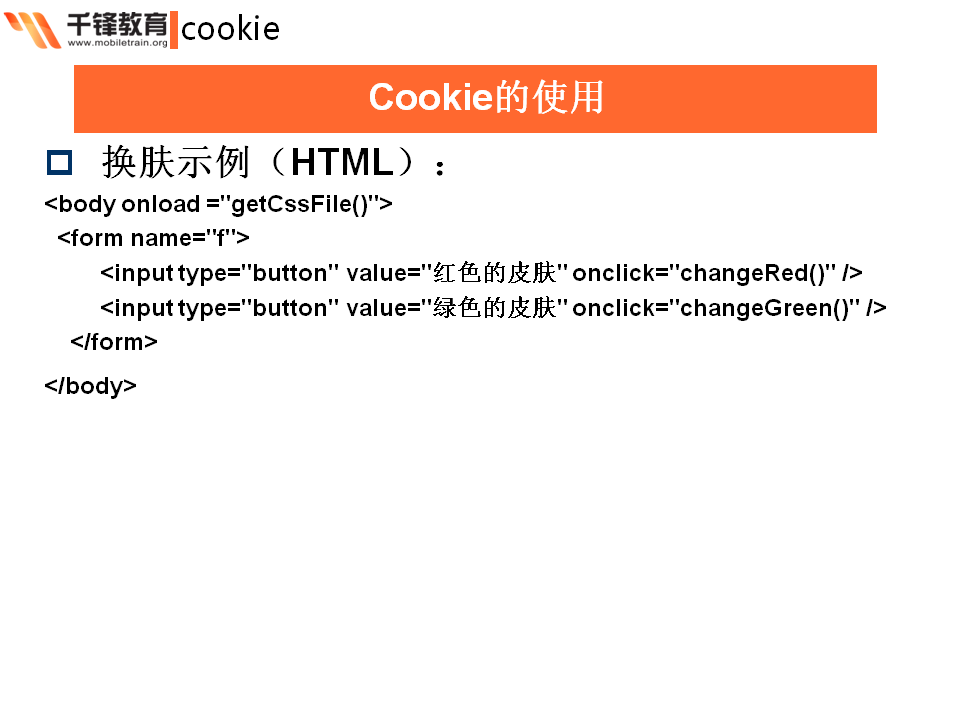 千锋教育 cookie
www.mobiletrain.org
Cookie的使用
换肤示例（HTML）：
<body onload ="getCssFile()">
<form name="f">
<input type="button" value="红色的皮肤" onclick="changeRed()" />
<input type="button" value="绿色的皮肤" onclick="changeGreen()" />
</form>
</body>